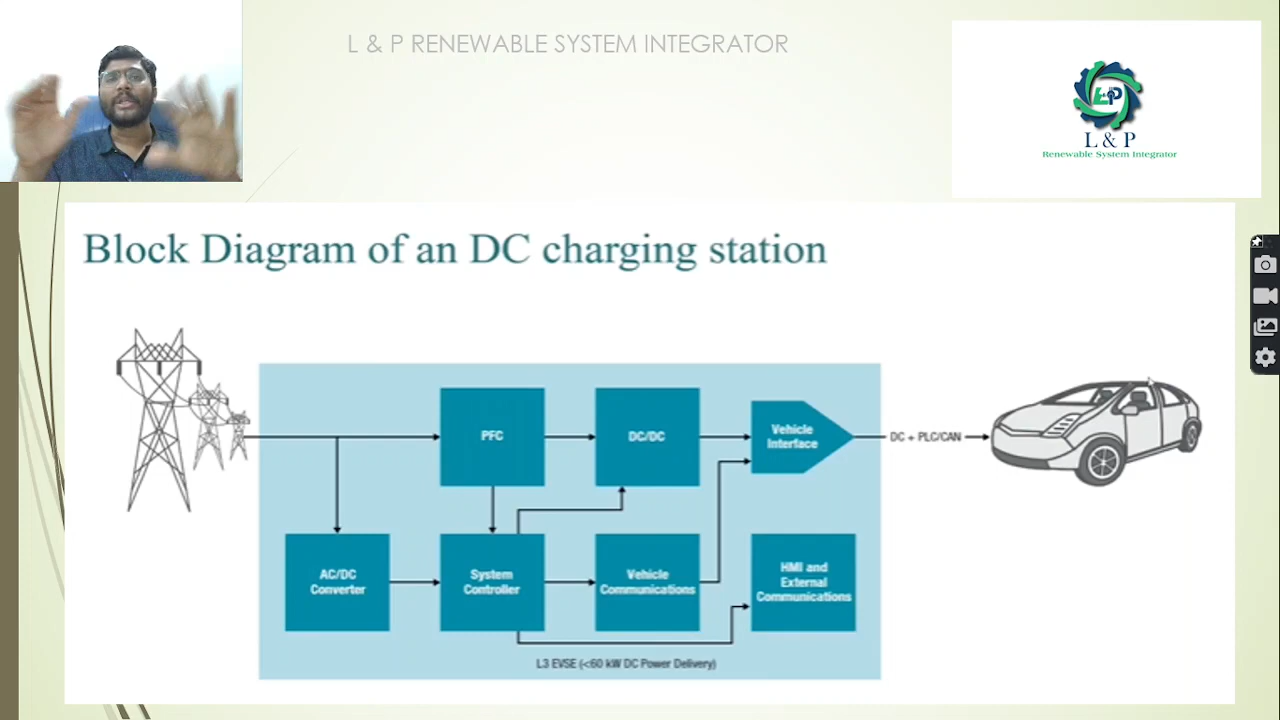 L & P RENEWABLE SYSTEM INTEGRATOR
L&P
L & P
Renewable System Integrator
Block Diagram of an DC charging station
PFC
DC/DC
Vehicle
Interface
DC + PLC/CAN
AC/DC
Converter
System
Controller
Vehicle
Communications
HMI and
External
Communications
L3 EVSE (<60 kW DC Power Delivery)